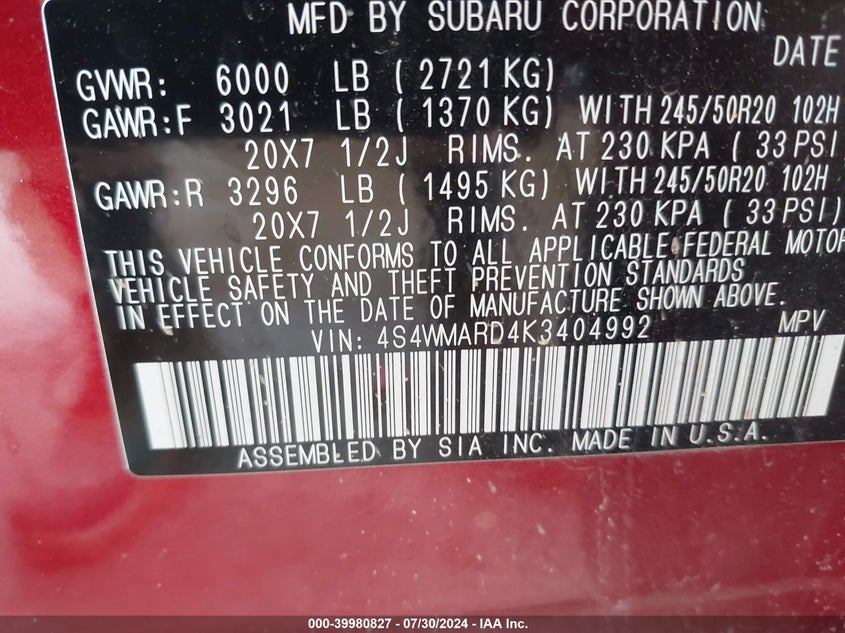 MFD BY SUBARU CORPORATION
DATE
GVWR: 6000 LB ( 2721 KG)
GAWR:F 3021 LB ( 1370 KG) WITH 245/50R20 102H
20X7 1/2J RIMS. AT 230 KPA ( 33 PSI
GAWR:R 3296 LB ( 1495 KG) WITH 245/50R20 102H
20X7 1/2J RIMS. AT 230 KPA ( 33 PSI)
THIS VEHICLE CONFORMS TO ALL APPLICABLE FEDERAL MOTOR
VEHICLE SAFETY AND THEFT PREVENTION STANDARDS
IN EFFECT ON THE DATE OF MANUFACTURE SHOWN ABOVE.
VIN: 4S4WMARD4K3404992 MPV
ASSEMBLED BY SIA INC. MADE IN U.S.A.
000-39980827 - 07/30/2024 - IAA Inc.